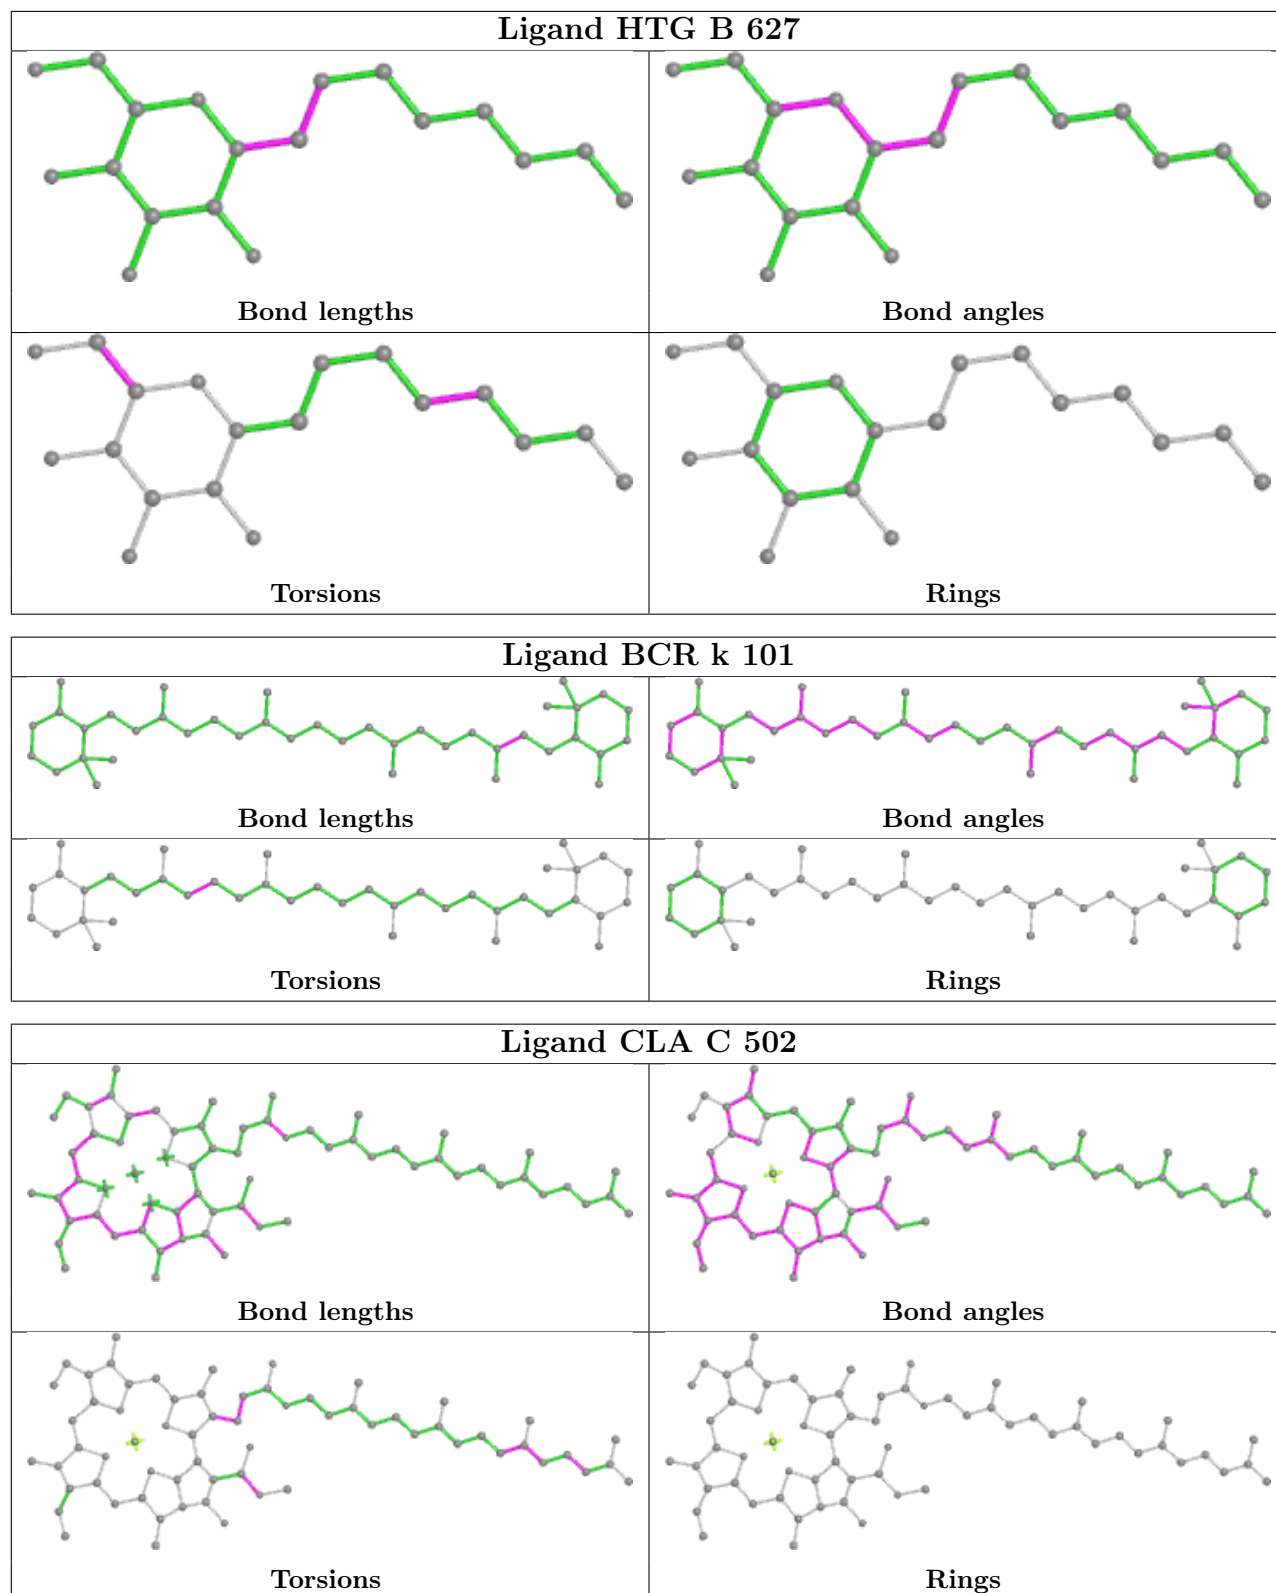 Ligand HTG B 627
Bond lengths
Bond angles
Torsions
Rings
Ligand BCR k 101
Bond lengths
Bond angles
Torsions
Rings
Ligand CLA C 502
Bond lengths
Bond angles
Torsions
Rings